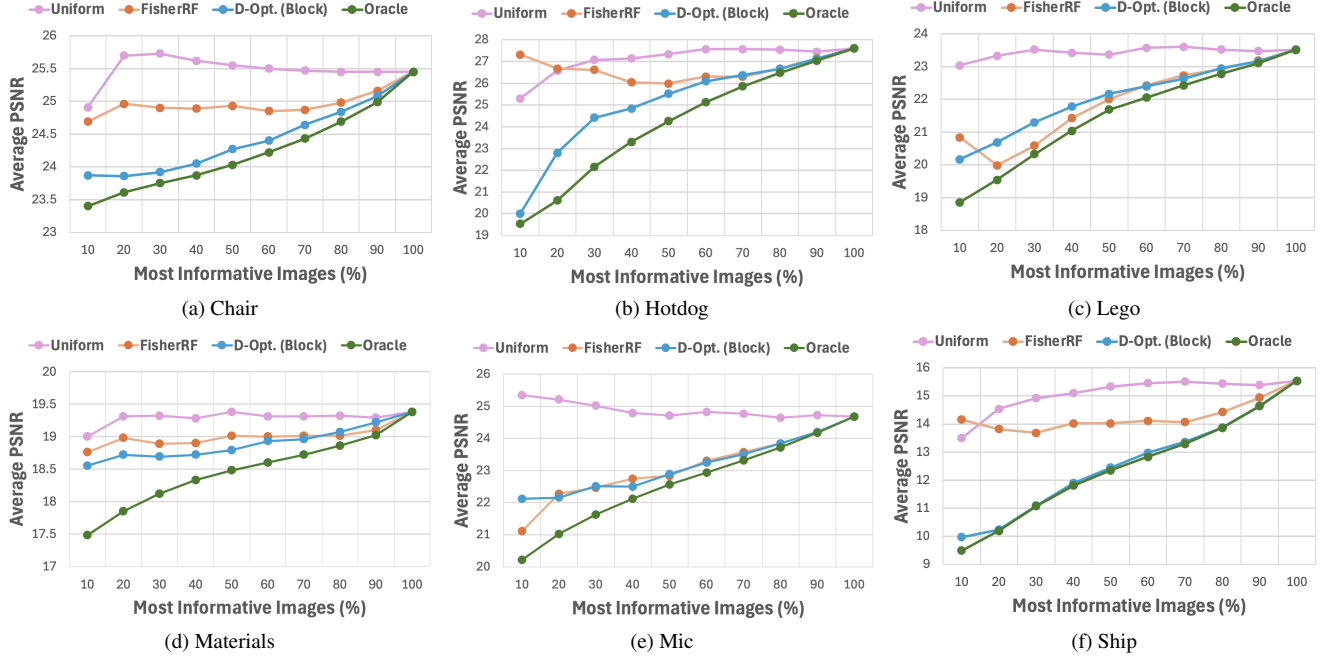 Uniform FisherRF D-Opt. (Block) Oracle
26
25.5
25
24.5
24
23.5
23
Average PSNR
10 20 30 40 50 60 70 80 90 100
Most Informative Images (%)
(a) Chair
Uniform FisherRF D-Opt. (Block) Oracle
28
27
26
25
24
23
22
21
20
19
Average PSNR
10 20 30 40 50 60 70 80 90 100
Most Informative Images (%)
(b) Hotdog
Uniform FisherRF D-Opt. (Block) Oracle
24
23
22
21
20
19
18
Average PSNR
10 20 30 40 50 60 70 80 90 100
Most Informative Images (%)
(c) Lego
Uniform FisherRF D-Opt. (Block) Oracle
20
19.5
19
18.5
18
17.5
17
Average PSNR
10 20 30 40 50 60 70 80 90 100
Most Informative Images (%)
(d) Materials
Uniform FisherRF D-Opt. (Block) Oracle
26
25
24
23
22
21
20
Average PSNR
10 20 30 40 50 60 70 80 90 100
Most Informative Images (%)
(e) Mic
Uniform FisherRF D-Opt. (Block) Oracle
16
15
14
13
12
11
10
9
Average PSNR
10 20 30 40 50 60 70 80 90 100
Most Informative Images (%)
(f) Ship